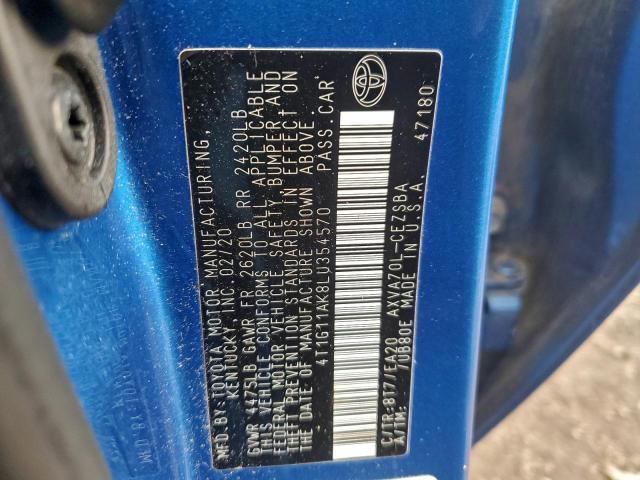 MFD. BY: TOYOTA MOTOR MANUFACTURING,
KENTUCKY, INC. 02/20
GVWR 4475LB GAWR FR 2620LB RR 2420LB
THIS VEHICLE CONFORMS TO ALL APPLICABLE
FEDERAL MOTOR VEHICLE SAFETY, BUMPER, AND
THEFT PREVENTION STANDARDS IN EFFECT ON
THE DATE OF MANUFACTURE SHOWN ABOVE.
4T1G11AK8LU354570 PASS. CAR
C/TR:8T7/FA20 AXVA70L-CEZSBA
A/TM: /UB80E MADE IN U.S.A.
47180